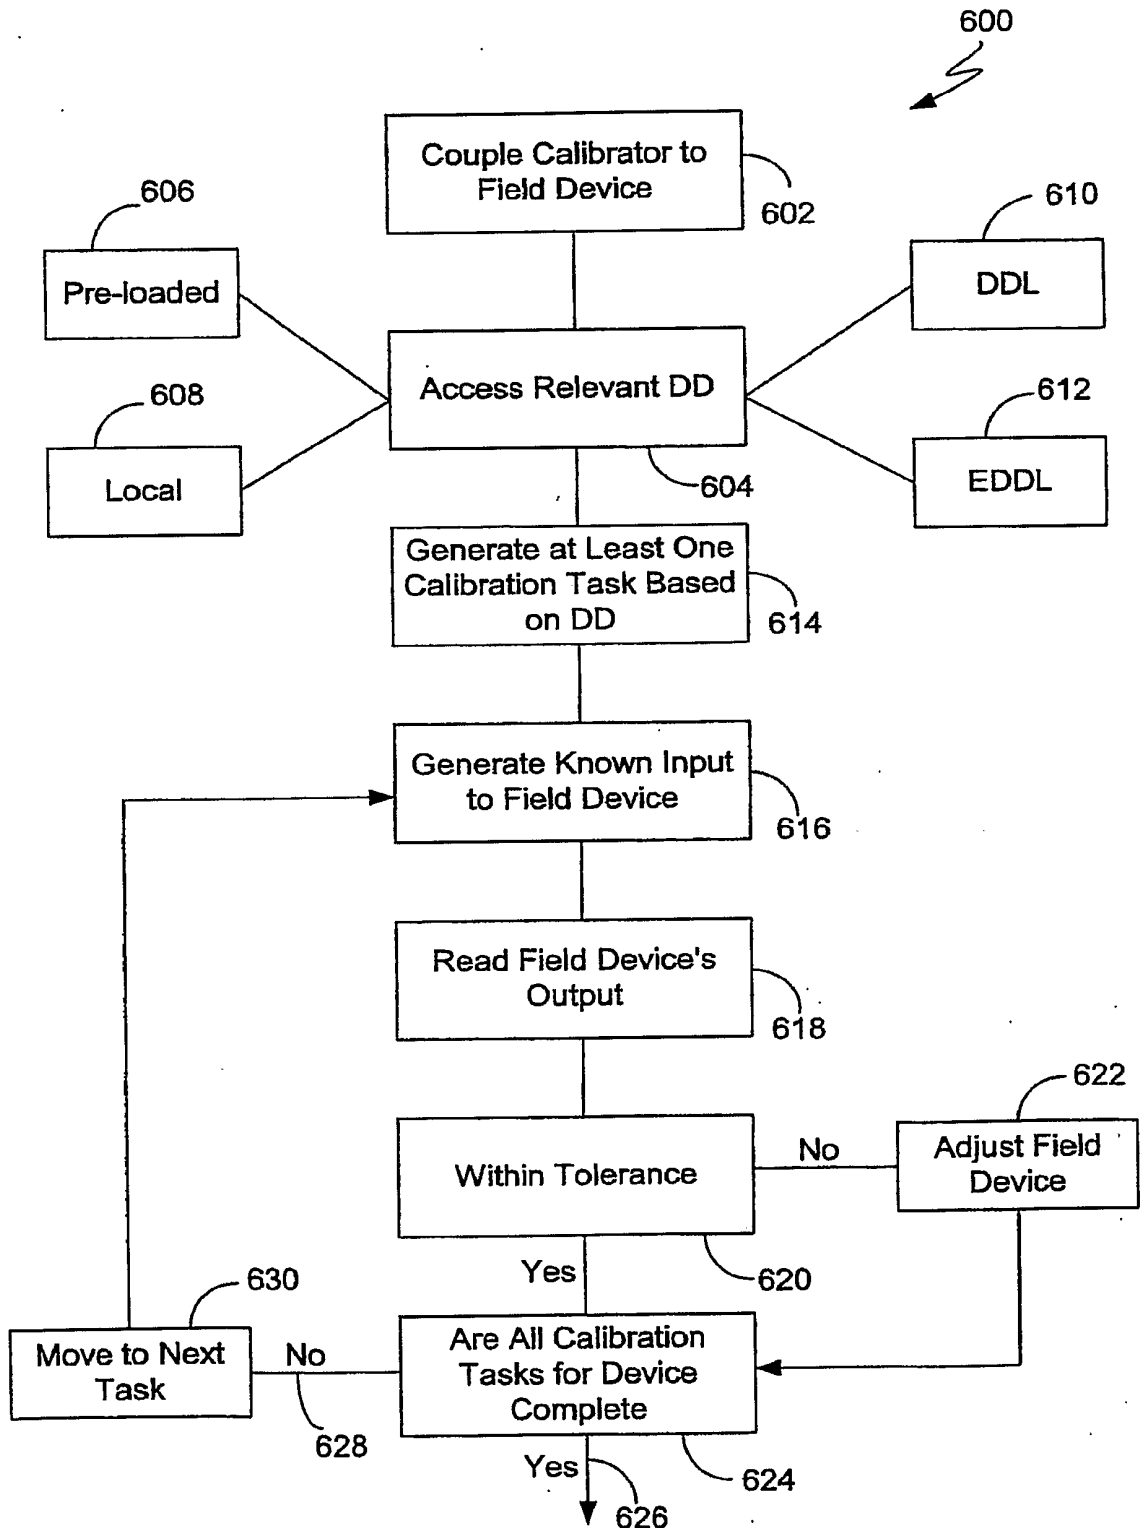 600
Couple Calibrator to
Field Device
602
606
Pre-loaded
610
DDL
Access Relevant DD
604
608
Local
612
EDDL
Generate at Least One
Calibration Task Based
on DD
614
Generate Known Input
to Field Device
616
Read Field Device's
Output
618
Within Tolerance
620
No
622
Adjust Field
Device
Yes
630
Move to Next
Task
No
628
Are All Calibration
Tasks for Device
Complete
624
Yes
626